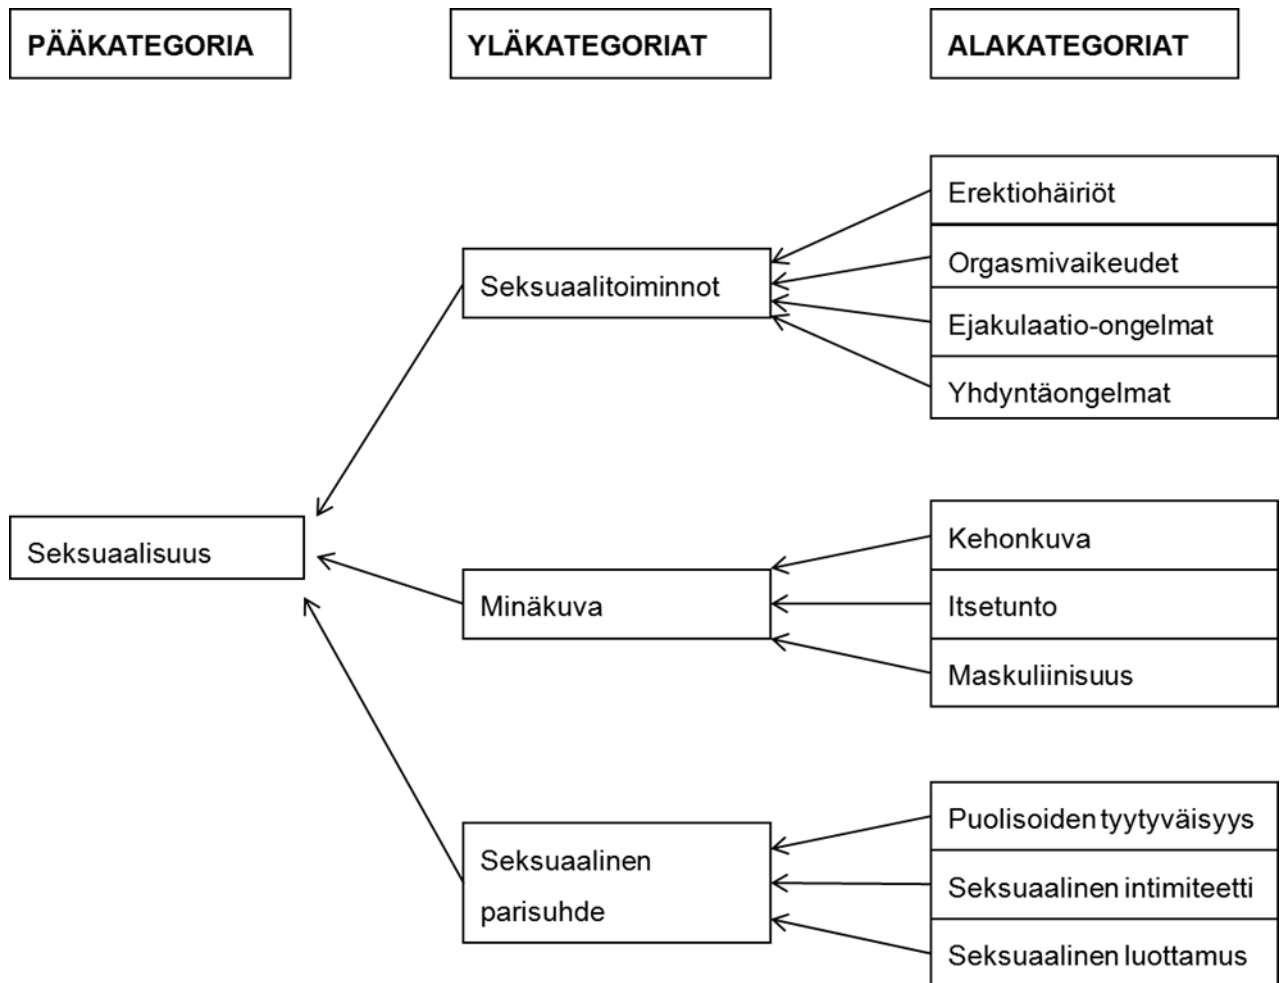 PÄÄKATEGORIA
YLÄKATEGORIAT
ALAKATEGORIAT
Erektiohäiriöt
Orgasmivaikeudet
Ejakulaatio-ongelmat
Yhdyntäongelmat
Seksuaalitoiminnot
Seksuaalisuus
Minäkuva
Kehonkuva
Itsetunto
Maskuliinisuus
Seksuaalinen
parisuhde
Puolisoiden tyytyväisyys
Seksuaalinen intimiteetti
Seksuaalinen luottamus